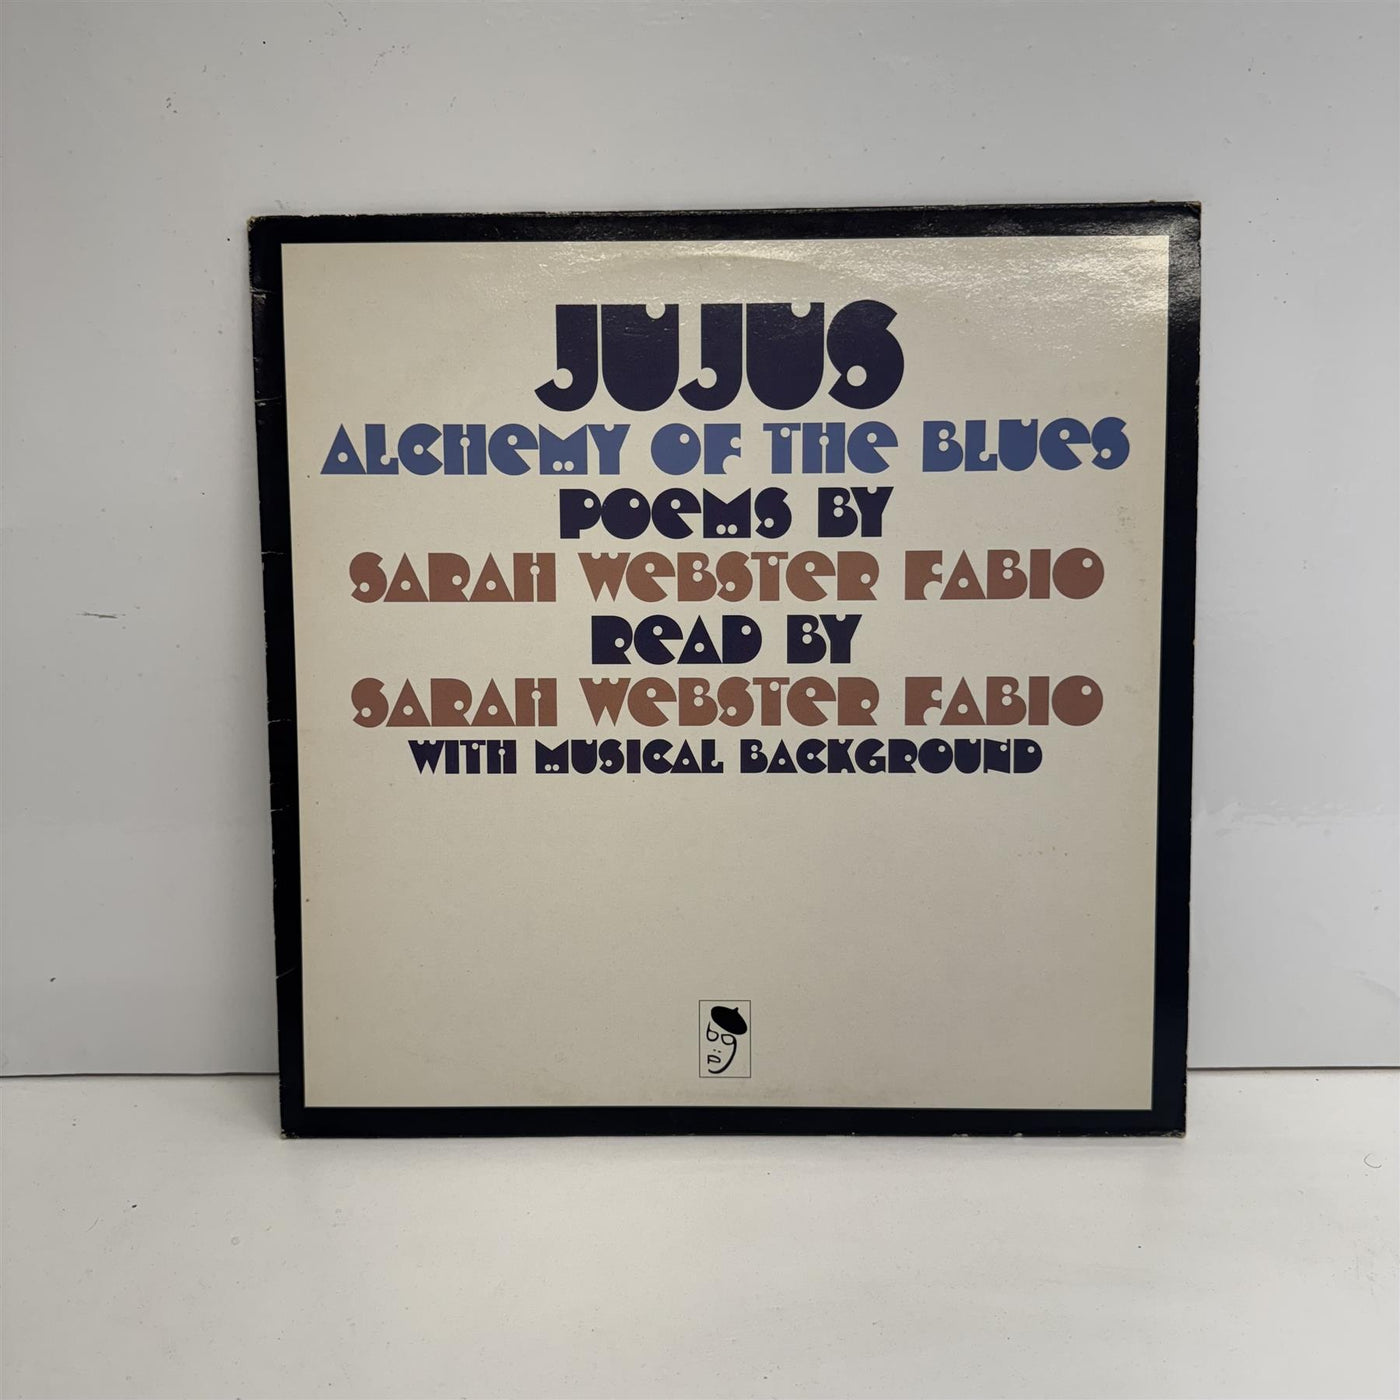 JUJUS
ALCHEMY OF THE BLUES
POEMS BY
SARAH WEBSTER FABIO
READ BY
SARAH WEBSTER FABIO
WITH MUSICAL BACKGROUND